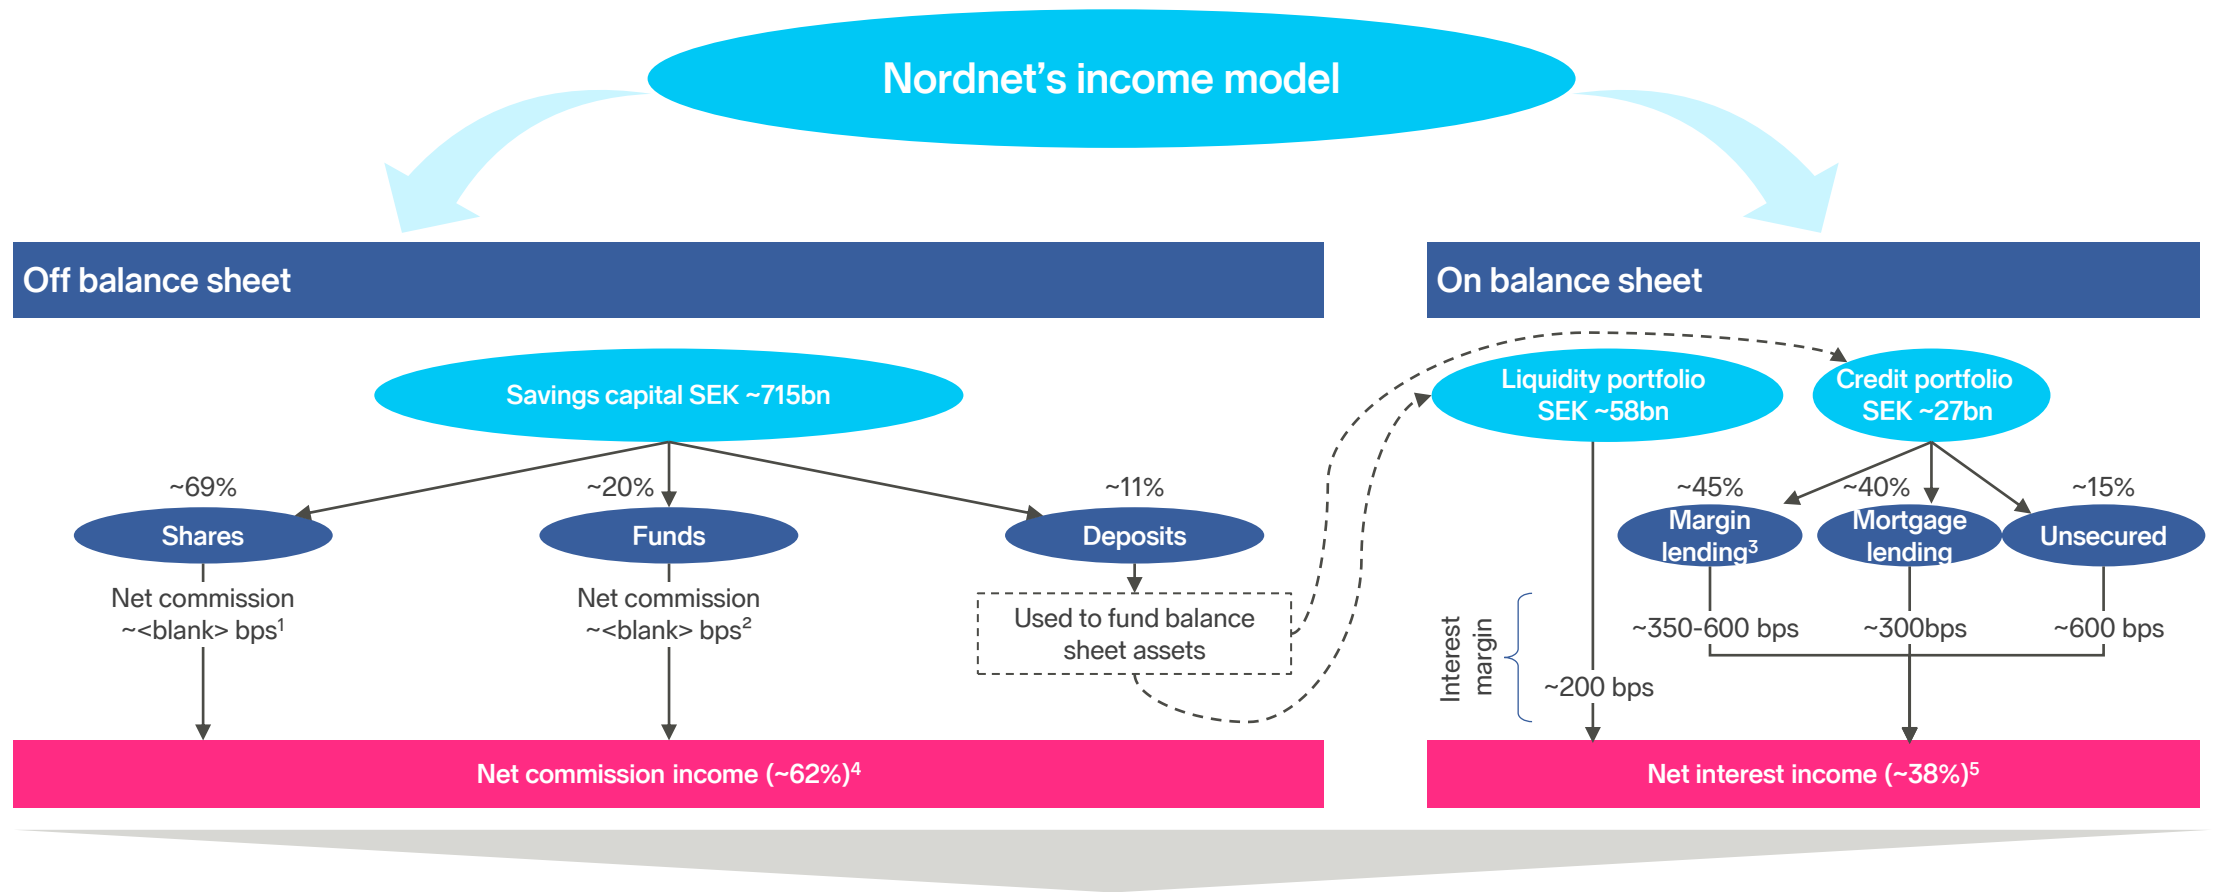 Nordnet’s income model
Off balance sheet
On balance sheet
Savings capital SEK ~715bn
Liquidity portfolio
SEK ~58bn
Credit portfolio
SEK ~27bn
~69%
~20%
~11%
~45%
~40%
~15%
Shares
Funds
Deposits
Margin
lending³
Mortgage
lending
Unsecured
Net commission
~<blank> bps¹
Net commission
~<blank> bps²
Used to fund balance
sheet assets
Interest
margin
~200 bps
~350-600 bps
~300bps
~600 bps
Net commission income (~62%)⁴
Net interest income (~38%)⁵